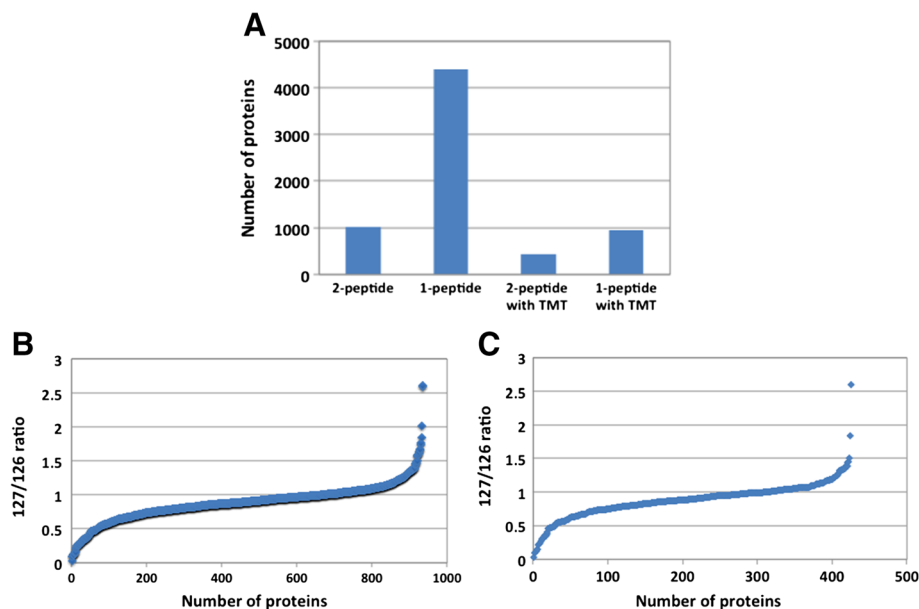 A
Number of proteins
5000
4000
3000
2000
1000
0
2-peptide
1-peptide
2-peptide
with TMT
1-peptide
with TMT
B
127/126 ratio
3
2.5
2
1.5
1
0.5
0
0 200 400 600 800 1000
Number of proteins
C
127/126 ratio
3
2.5
2
1.5
1
0.5
0
0 100 200 300 400 500
Number of proteins